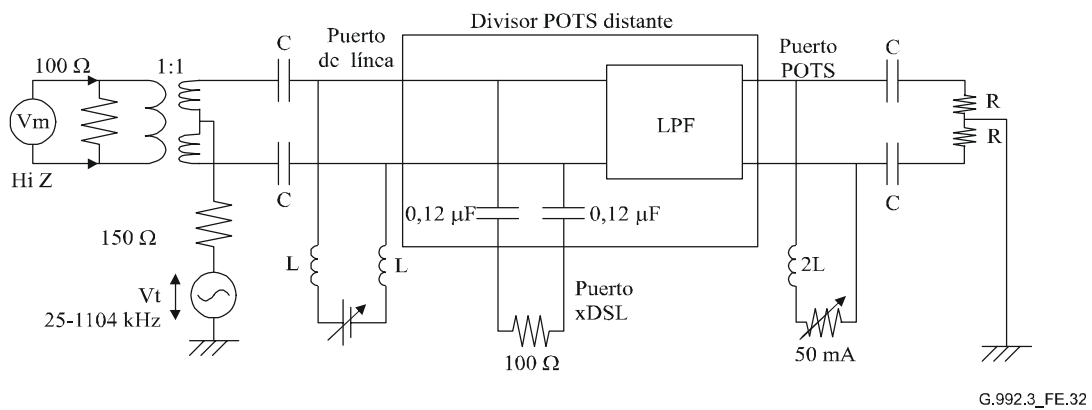 Divisor POTS distante
Puerto
de línea
Puerto
POTS
C
C
100 Ω
1:1
Vm
Hi Z
LPF
R
R
C
C
0,12 µF
0,12 µF
150 Ω
L
L
2L
Vt
25-1104 kHz
Puerto
xDSL
100 Ω
50 mA
G.992.3_FE.32